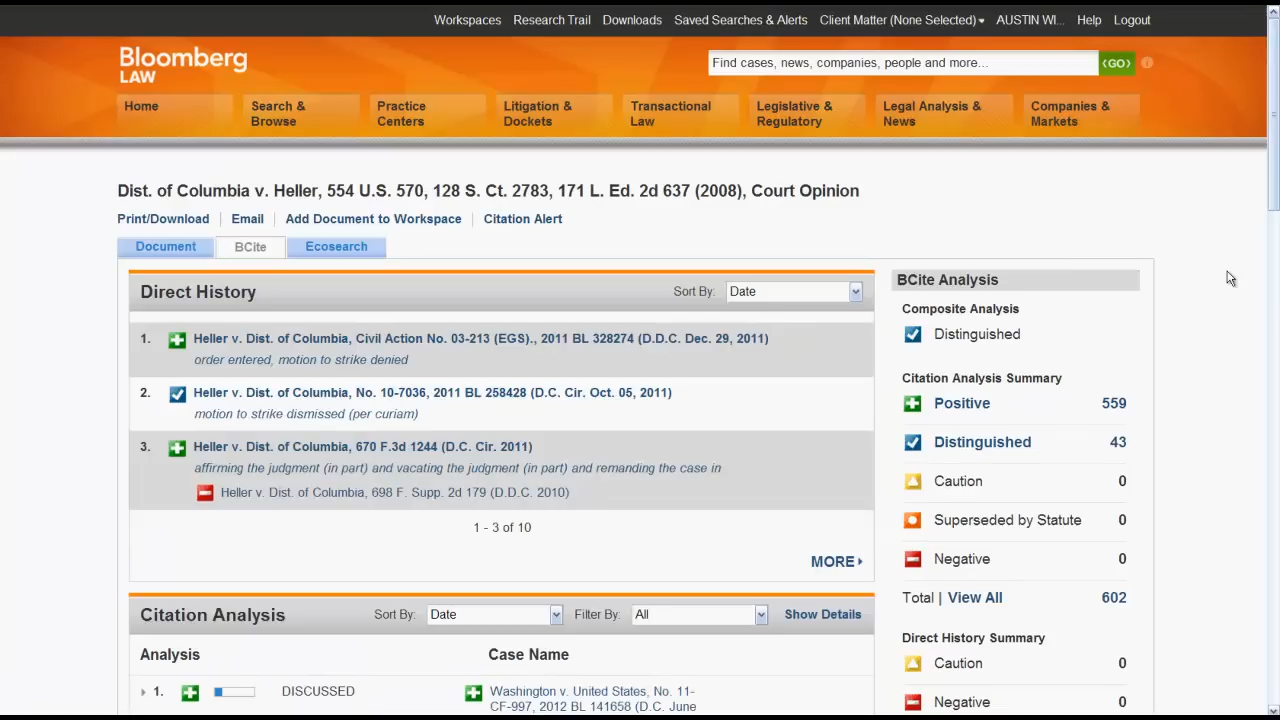 Workspaces Research Trail Downloads Saved Searches & Alerts Client Matter (None Selected) AUSTIN WI... Help Logout
Bloomberg
LAW
Find cases, news, companies, people and more...
GO
Home
Search &
Browse
Practice
Centers
Litigation &
Dockets
Transactional
Law
Legislative &
Regulatory
Legal Analysis &
News
Companies &
Markets
Dist. of Columbia v. Heller, 554 U.S. 570, 128 S. Ct. 2783, 171 L. Ed. 2d 637 (2008), Court Opinion
Print/Download | Email | Add Document to Workspace | Citation Alert
Document BCite Ecosearch
Direct History
Sort By: Date
1. Heller v. Dist. of Columbia, Civil Action No. 03-213 (EGS)., 2011 BL 328274 (D.D.C. Dec. 29, 2011)
order entered, motion to strike denied
2. Heller v. Dist. of Columbia, No. 10-7036, 2011 BL 258428 (D.C. Cir. Oct. 05, 2011)
motion to strike dismissed (per curiam)
3. Heller v. Dist. of Columbia, 670 F.3d 1244 (D.C. Cir. 2011)
affirming the judgment (in part) and vacating the judgment (in part) and remanding the case in
Heller v. Dist. of Columbia, 698 F. Supp. 2d 179 (D.D.C. 2010)
1 - 3 of 10
MORE
Citation Analysis
Sort By: Date Filter By: All Show Details
Analysis Case Name
1. DISCUSSED
Washington v. United States, No. 11-
CF-997, 2012 BL 141658 (D.C. June
BCite Analysis
Composite Analysis
Distinguished
Citation Analysis Summary
Positive 559
Distinguished 43
Caution 0
Superseded by Statute 0
Negative 0
Total | View All 602
Direct History Summary
Caution 0
Negative 0